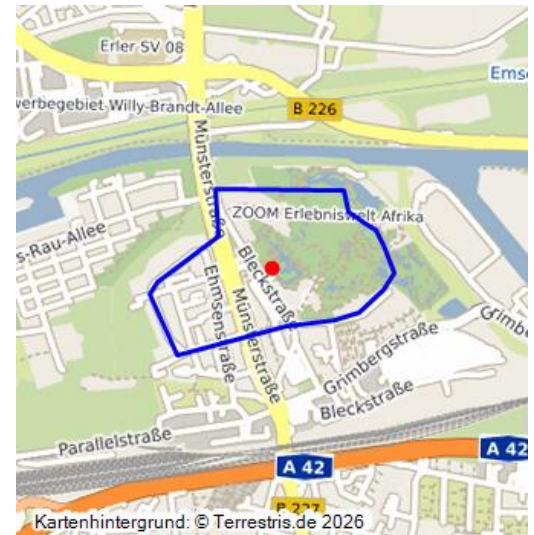 Erler SV 08
Emse
werbegebiet-Willy-Brandt-Allee
B 226
Münsterstraße
ZOOM Erlebniswelt Afrika
s-Rau-Allee
Bleckstraße
Ehmsenstraße
Münsterstraße
Grimbe
Grimbergstraße
Bleckstraße
Parallelstraße
A 42
A 42
B 227
Kartenhintergrund: © Terrestris.de 2026